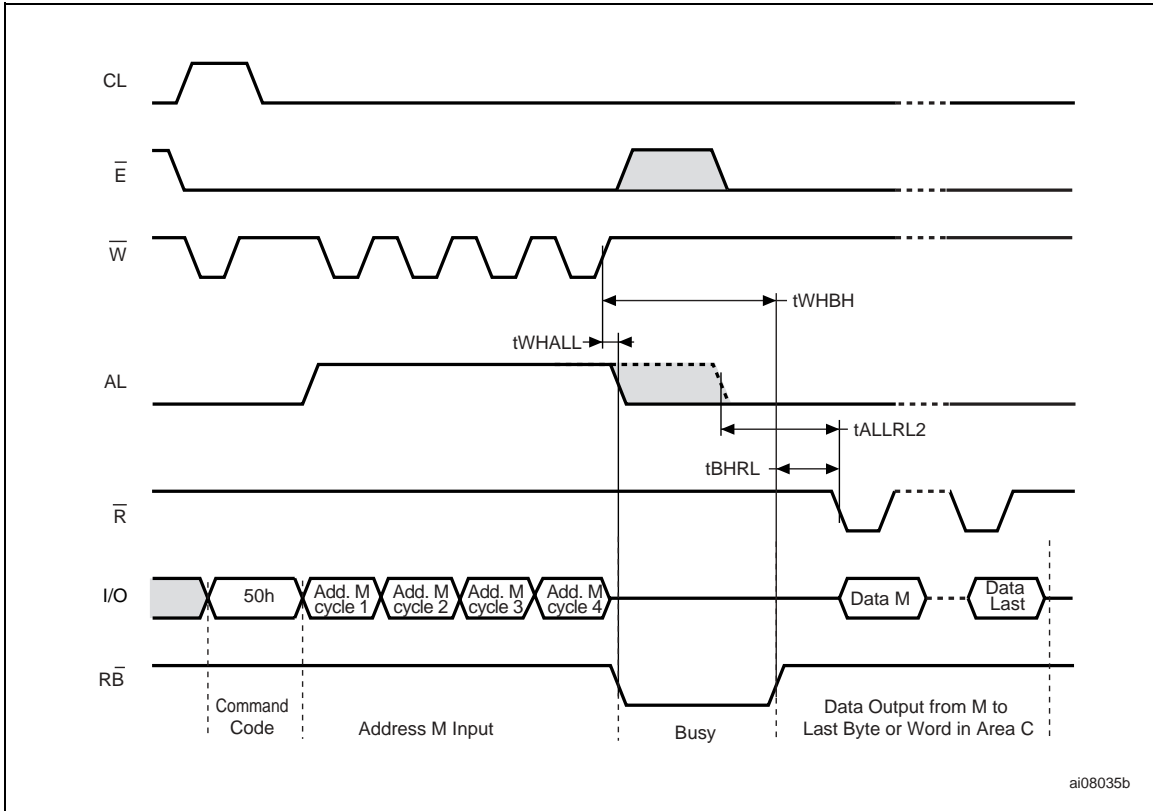 CL
E̅
W̅
tWHBH
tWHALL
AL
tALLRL2
tBHRL
R̅
I/O
50h
Add. M
cycle 1
Add. M
cycle 2
Add. M
cycle 3
Add. M
cycle 4
Data M
Data
Last
RB̅
Command
Code
Address M Input
Busy
Data Output from M to
Last Byte or Word in Area C
ai08035b